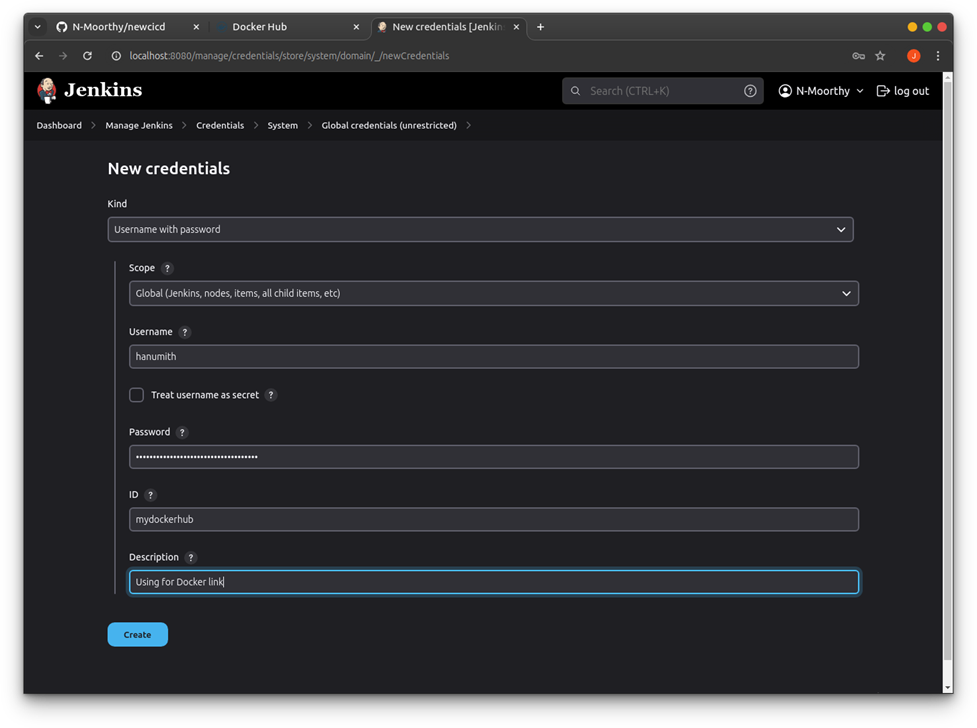 N-Moorthy/newcicd
Docker Hub
New credentials [Jenkin
localhost:8080/manage/credentials/store/system/domain/_/newCredentials
J
Jenkins
Search (CTRL+K)
?
N-Moorthy
log out
Dashboard > Manage Jenkins > Credentials > System > Global credentials (unrestricted) >
New credentials
Kind
Username with password
Scope ?
Global (Jenkins, nodes, items, all child items, etc)
Username ?
hanumith
Treat username as secret ?
Password ?
ID ?
mydockerhub
Description ?
Using for Docker link
Create